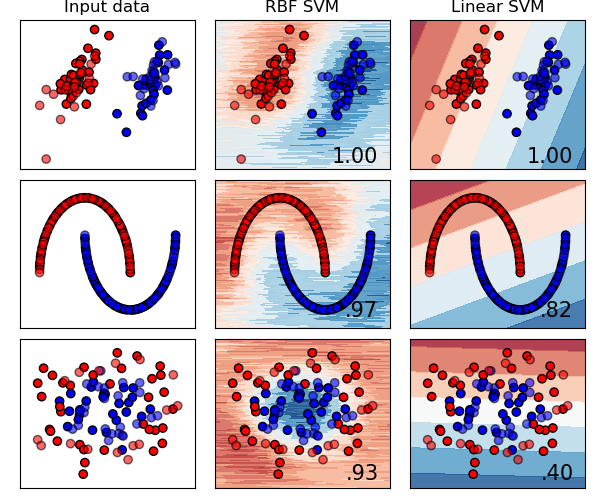 Input data
RBF SVM
Linear SVM
1.00
1.00
.97
.82
.93
.40